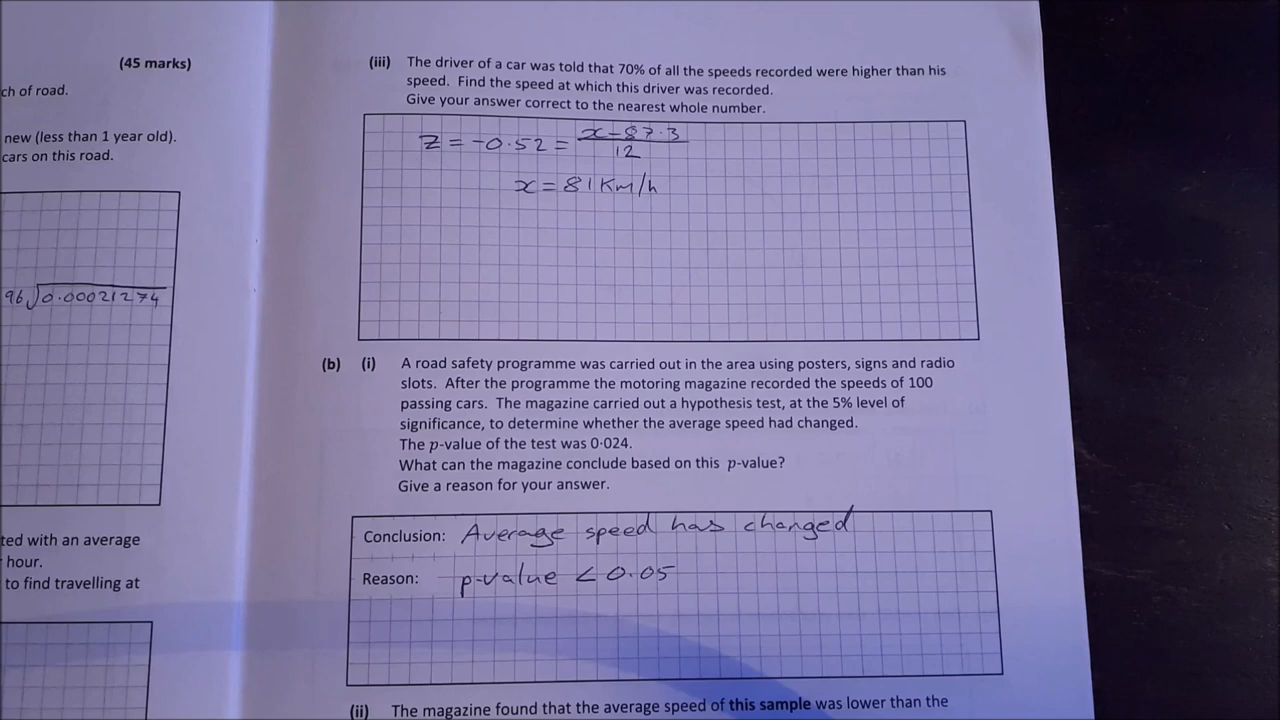 (45 marks)
ch of road.
new (less than 1 year old).
cars on this road.
96 0.00021274
ted with an average
hour.
to find travelling at
(iii) The driver of a car was told that 70% of all the speeds recorded were higher than his
speed. Find the speed at which this driver was recorded.
Give your answer correct to the nearest whole number.
Z = -0.52 = x-87.3
12
x = 81 Km/h
(b) (i) A road safety programme was carried out in the area using posters, signs and radio
slots. After the programme the motoring magazine recorded the speeds of 100
passing cars. The magazine carried out a hypothesis test, at the 5% level of
significance, to determine whether the average speed had changed.
The p-value of the test was 0·024.
What can the magazine conclude based on this p-value?
Give a reason for your answer.
Conclusion: Average speed has changed
Reason: p-value < 0.05
(ii) The magazine found that the average speed of this sample was lower than the